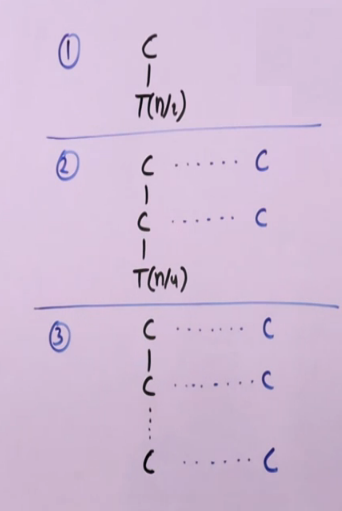 ① C
|
T(n/2)
② C ........ C
|
C ........ C
|
T(n/4)
③ C ........ C
|
C ........ C
⋮
C ........ C